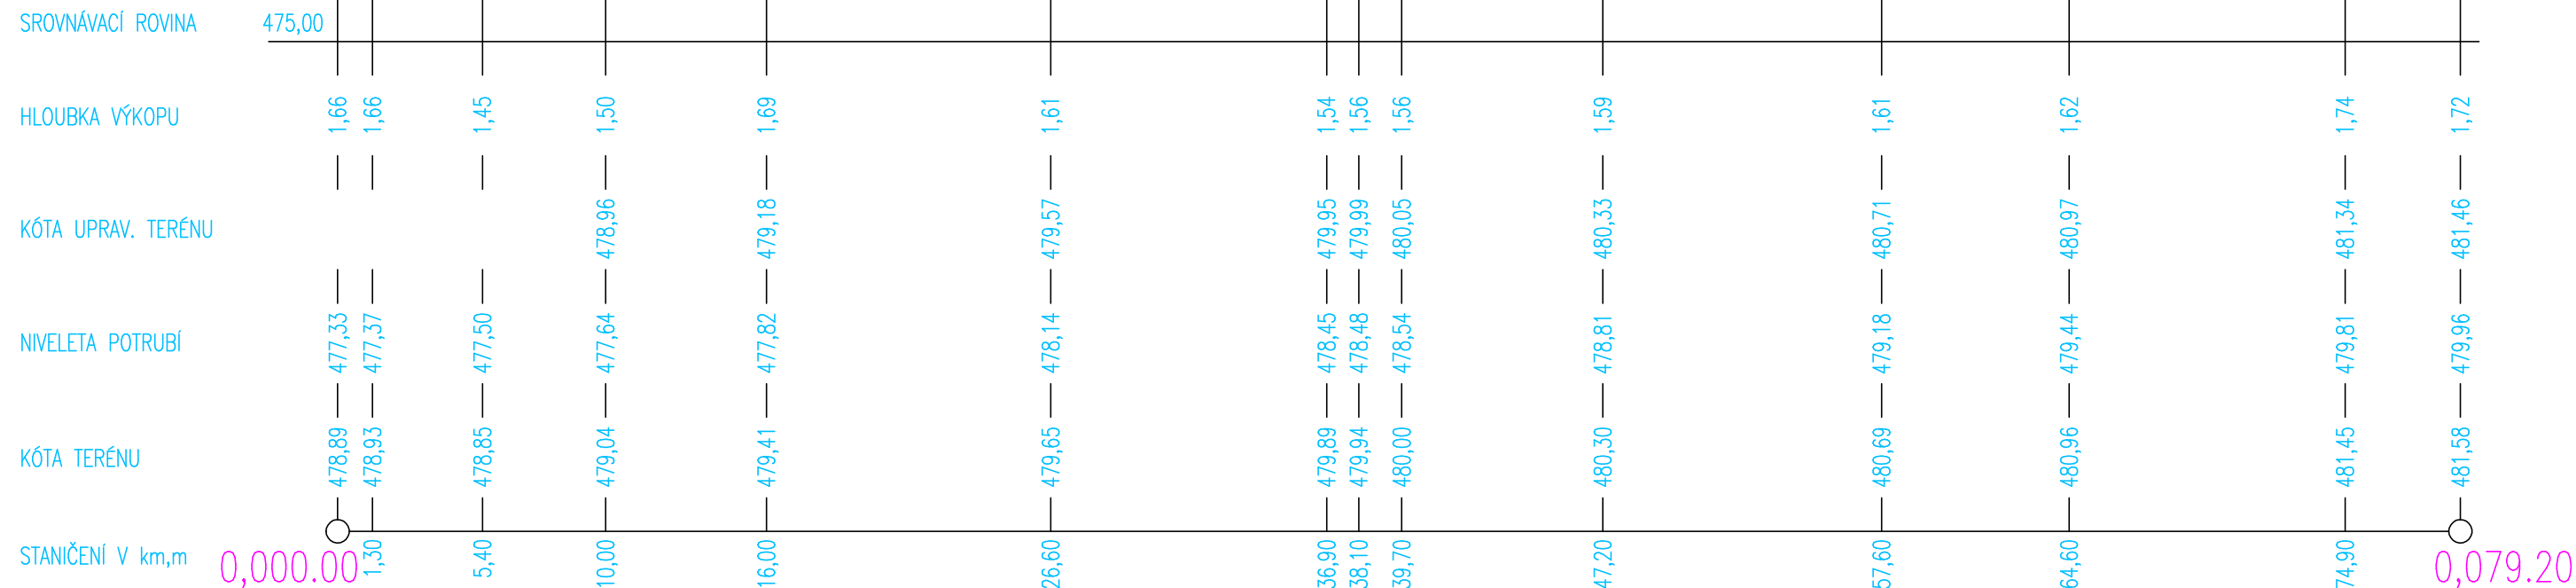 SROVNÁVACÍ ROVINA 475,00
HLOUBKA VÝKOPU 1,66 1,66 1,45 1,50 1,69 1,61 1,54 1,56 1,56 1,59 1,61 1,62 1,74 1,72
KÓTA UPRAV. TERÉNU 478,96 479,18 479,57 479,95 479,99 480,05 480,33 480,71 480,97 481,34 481,46
NIVELETA POTRUBÍ 477,33 477,37 477,50 477,64 477,82 478,14 478,45 478,48 478,54 478,81 479,18 479,44 479,81 479,96
KÓTA TERÉNU 478,89 478,93 478,85 479,04 479,41 479,65 479,89 479,94 480,00 480,30 480,69 480,96 481,45 481,58
STANIČENÍ V km,m 0,000.00 1,30 5,40 10,00 16,00 26,60 36,90 38,10 39,70 47,20 57,60 64,60 74,90 0,079.20